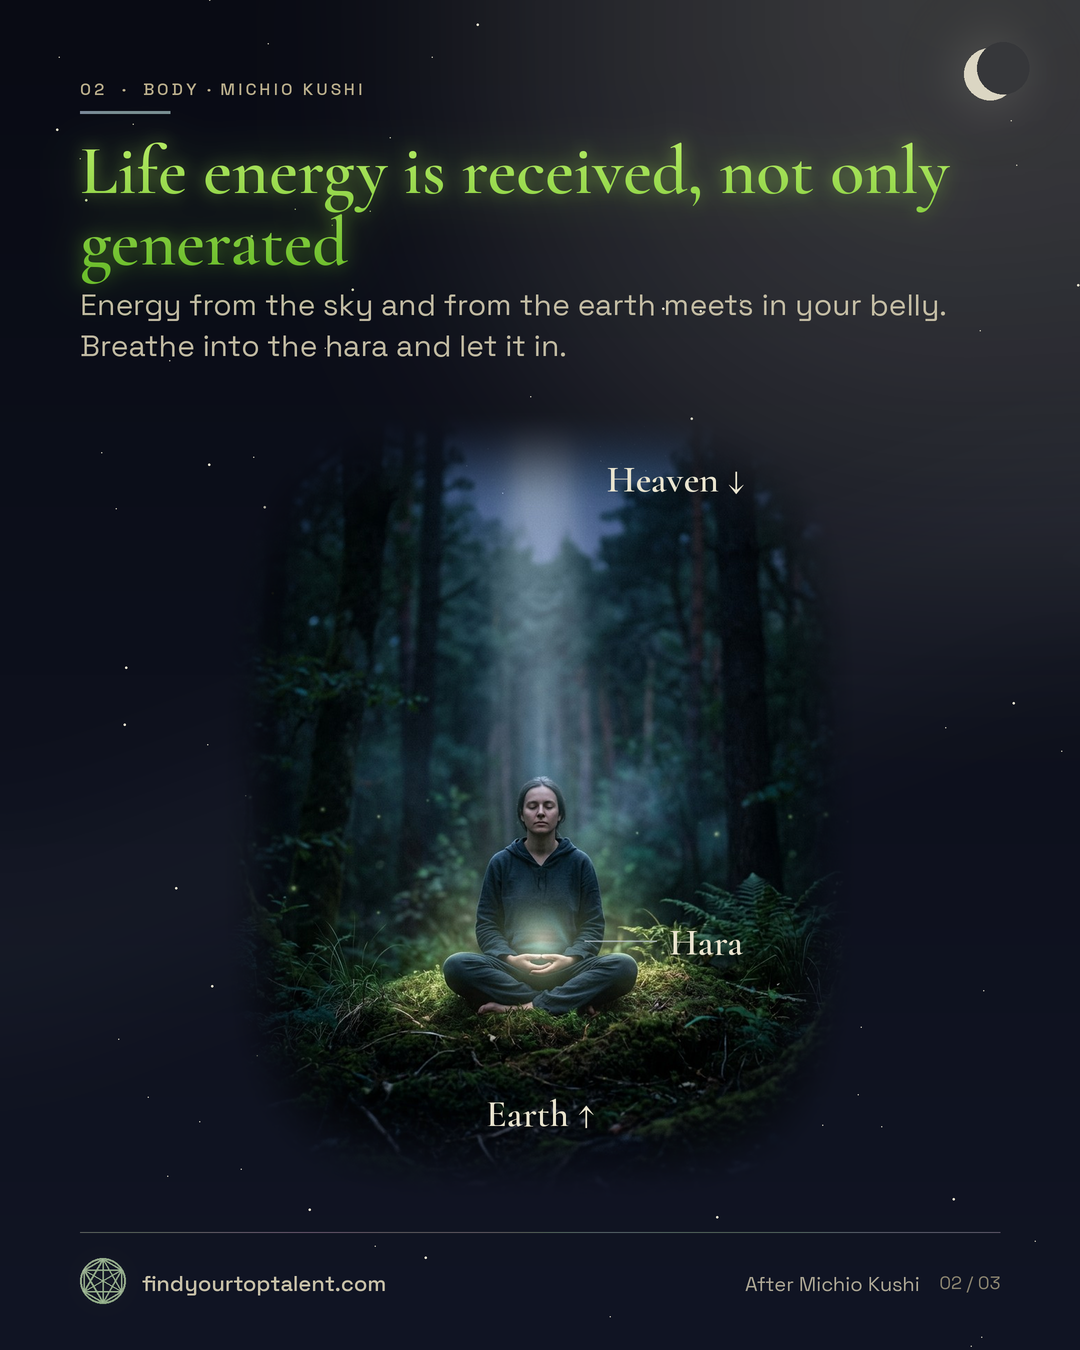 02 · BODY · MICHIO KUSHI
Life energy is received, not only
generated
Energy from the sky and from the earth meets in your belly.
Breathe into the hara and let it in.
Heaven ↓
Hara
Earth ↑
findyourtoptalent.com
After Michio Kushi 02 / 03